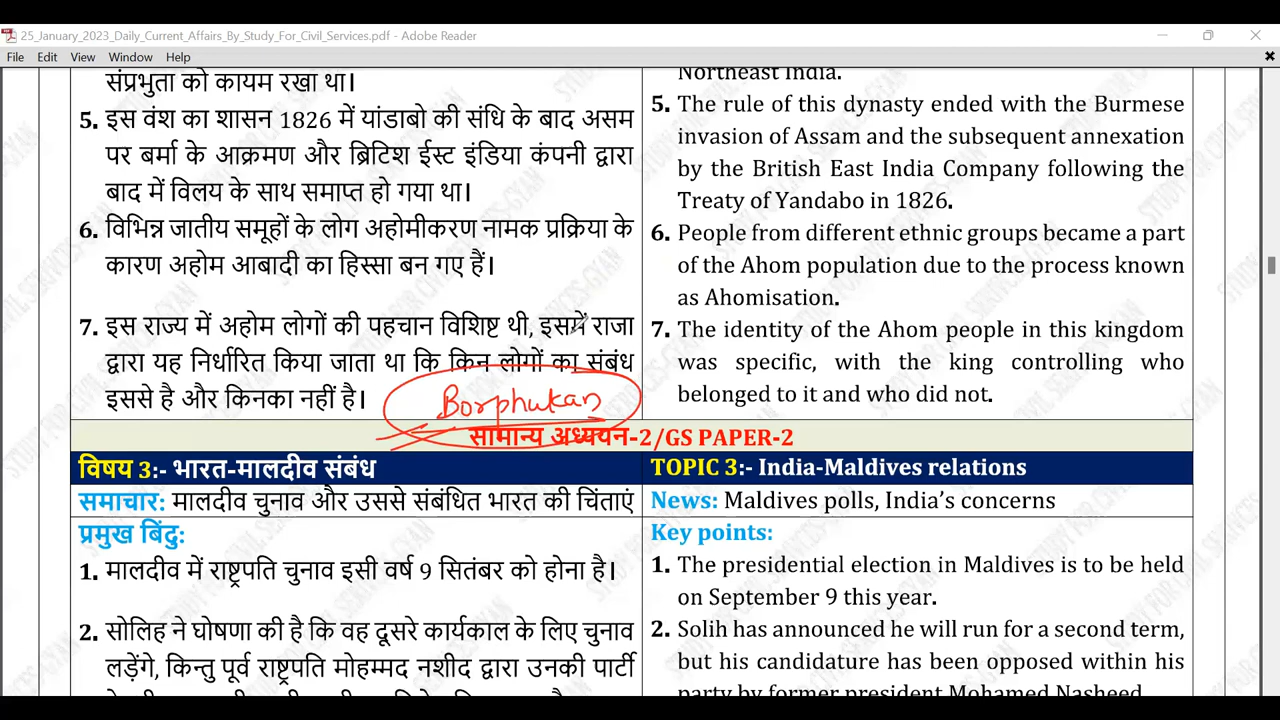 25_January_2023_Daily_Current_Affairs_By_Study_For_Civil_Services.pdf - Adobe Reader
File Edit View Window Help
संप्रभुता को कायम रखा था।
5. इस वंश का शासन 1826 में यांडाबो की संधि के बाद असम
पर बर्मा के आक्रमण और ब्रिटिश ईस्ट इंडिया कंपनी द्वारा
बाद में विलय के साथ समाप्त हो गया था।
6. विभिन्न जातीय समूहों के लोग अहोमीकरण नामक प्रक्रिया के
कारण अहोम आबादी का हिस्सा बन गए हैं।
7. इस राज्य में अहोम लोगों की पहचान विशिष्ट थी, इसमें राजा
द्वारा यह निर्धारित किया जाता था कि किन लोगों का संबंध
इससे है और किनका नहीं है।
Borphukan
Northeast India.
5. The rule of this dynasty ended with the Burmese
invasion of Assam and the subsequent annexation
by the British East India Company following the
Treaty of Yandabo in 1826.
6. People from different ethnic groups became a part
of the Ahom population due to the process known
as Ahomisation.
7. The identity of the Ahom people in this kingdom
was specific, with the king controlling who
belonged to it and who did not.
सामान्य अध्ययन-2/GS PAPER-2
विषय 3:- भारत-मालदीव संबंध
समाचार: मालदीव चुनाव और उससे संबंधित भारत की चिंताएं
प्रमुख बिंदु:
1. मालदीव में राष्ट्रपति चुनाव इसी वर्ष 9 सितंबर को होना है।
2. सोलिह ने घोषणा की है कि वह दूसरे कार्यकाल के लिए चुनाव
लड़ेंगे, किन्तु पूर्व राष्ट्रपति मोहम्मद नशीद द्वारा उनकी पार्टी
TOPIC 3:- India-Maldives relations
News: Maldives polls, India's concerns
Key points:
1. The presidential election in Maldives is to be held
on September 9 this year.
2. Solih has announced he will run for a second term,
but his candidature has been opposed within his
party by former president Mohamed Nasheed